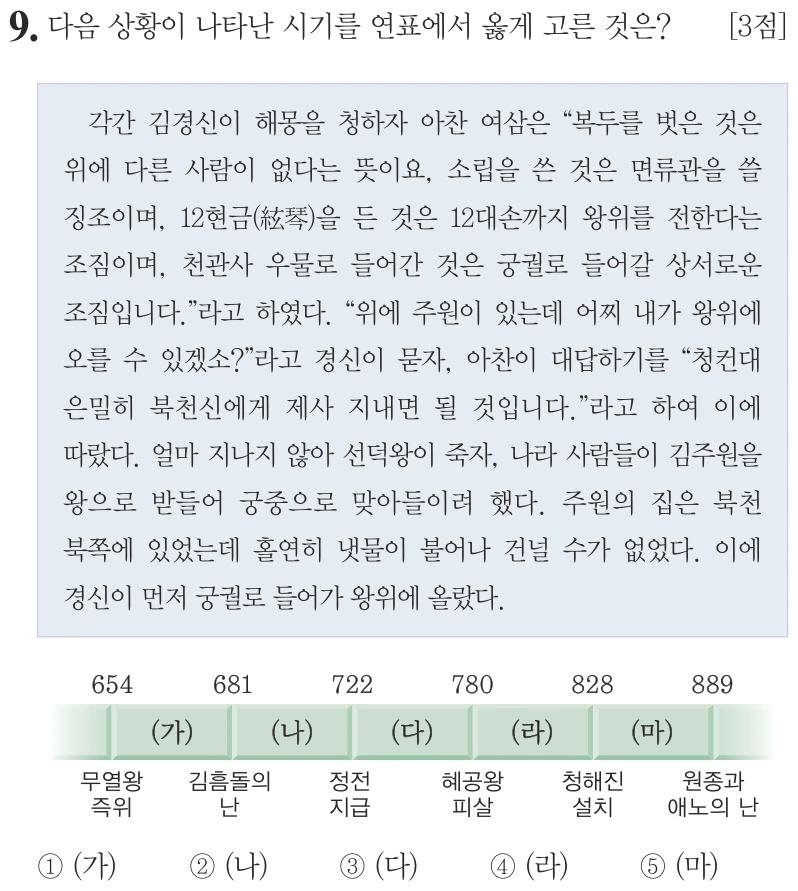 9. 다음 상황이 나타난 시기를 연표에서 옳게 고른 것은? [3점]
각간 김경신이 해몽을 청하자 아찬 여삼은 “복두를 벗은 것은
위에 다른 사람이 없다는 뜻이요, 소립을 쓴 것은 면류관을 쓸
징조이며, 12현금(絃琴)을 든 것은 12대손까지 왕위를 전한다는
조짐이며, 천관사 우물로 들어간 것은 궁궐로 들어갈 상서로운
조짐입니다.”라고 하였다. “위에 주원이 있는데 어찌 내가 왕위에
오를 수 있겠소?”라고 경신이 묻자, 아찬이 대답하기를 “청컨대
은밀히 북천신에게 제사 지내면 될 것입니다.”라고 하여 이에
따랐다. 얼마 지나지 않아 선덕왕이 죽자, 나라 사람들이 김주원을
왕으로 받들어 궁중으로 맞아들이려 했다. 주원의 집은 북천
북쪽에 있었는데 홀연히 냇물이 불어나 건널 수가 없었다. 이에
경신이 먼저 궁궐로 들어가 왕위에 올랐다.
654 681 722 780 828 889
(가) (나) (다) (라) (마)
무열왕 김흠돌의 정전 혜공왕 청해진 원종과
즉위 난 지급 피살 설치 애노의 난
① (가) ② (나) ③ (다) ④ (라) ⑤ (마)